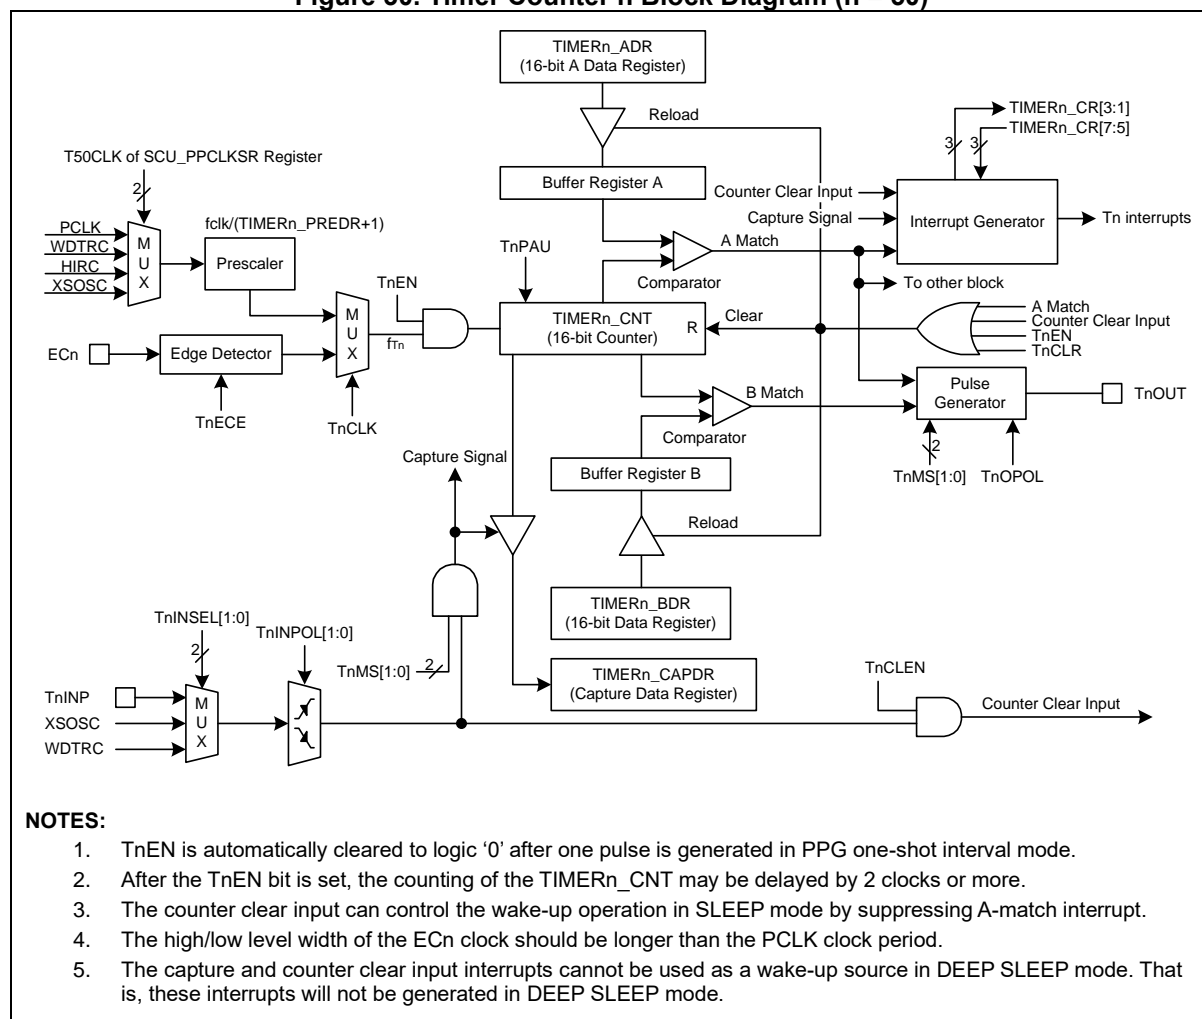 Figure 50. Timer Counter n Block Diagram (n = 50)
TIMERn_ADR
(16-bit A Data Register)
Reload
TIMERn_CR[3:1]
TIMERn_CR[7:5]
3
3
T50CLK of SCU_PPCLKSR Register
2
Buffer Register A
Counter Clear Input
Capture Signal
Interrupt Generator
Tn interrupts
PCLK
WDTRC
HIRC
XSOSC
MUX
fclk/(TIMERn_PREDR+1)
Prescaler
TnPAU
A Match
Comparator
To other block
TnEN
MUX
fTn
TIMERn_CNT
(16-bit Counter)
R
Clear
A Match
Counter Clear Input
TnEN
TnCLR
ECn
Edge Detector
TnECE
TnCLK
B Match
Comparator
Pulse
Generator
TnOUT
2
TnMS[1:0]
TnOPOL
Capture Signal
Buffer Register B
Reload
TIMERn_BDR
(16-bit Data Register)
TnINSEL[1:0]
2
TnINPOL[1:0]
TnMS[1:0]
2
TIMERn_CAPDR
(Capture Data Register)
TnCLEN
TnINP
XSOSC
WDTRC
MUX
Counter Clear Input
NOTES:
1. TnEN is automatically cleared to logic ‘0’ after one pulse is generated in PPG one-shot interval mode.
2. After the TnEN bit is set, the counting of the TIMERn_CNT may be delayed by 2 clocks or more.
3. The counter clear input can control the wake-up operation in SLEEP mode by suppressing A-match interrupt.
4. The high/low level width of the ECn clock should be longer than the PCLK clock period.
5. The capture and counter clear input interrupts cannot be used as a wake-up source in DEEP SLEEP mode. That
is, these interrupts will not be generated in DEEP SLEEP mode.